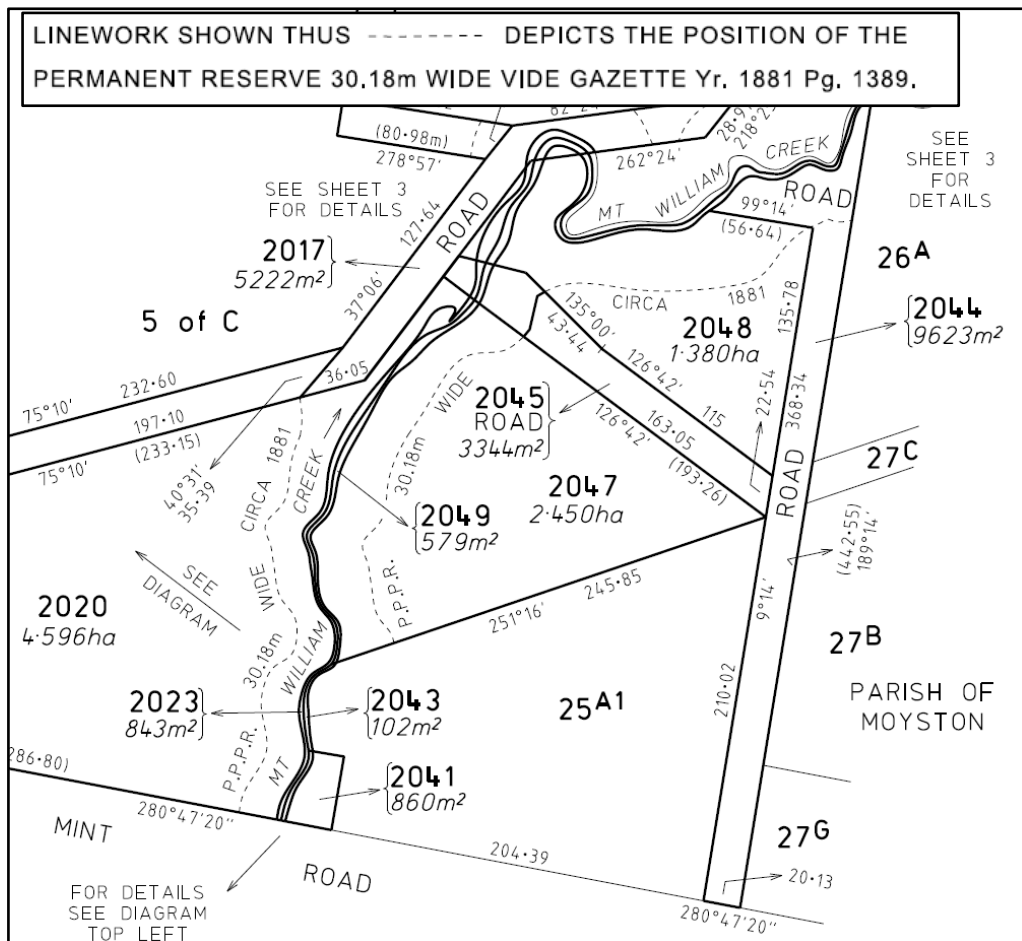 LINEWORK SHOWN THUS ------- DEPICTS THE POSITION OF THE
PERMANENT RESERVE 30.18m WIDE VIDE GAZETTE Yr. 1881 Pg. 1389.
(80·98m)
278°57'
262°24'
SEE SHEET 3
FOR DETAILS
SEE
SHEET 3
FOR
DETAILS
MT WILLIAM CREEK
ROAD
99°14'
(56·64)
ROAD
127·64
37°06'
2017
5222m²
5 of C
26A
2044
9623m²
CIRCA 1881
135°00'
43·44
2048
1·380ha
135·78
232·60
75°10'
197·10
(233·15)
75°10'
36·05
40°31'
35·39
30.18m WIDE
P.P.P.R.
2045
ROAD
3344m²
126°42'
115
163·05
126°42'
(193·26)
22·54
368·34
ROAD
27C
(442·55)
189°14'
2047
2·450ha
2049
579m²
CIRCA 1881
CREEK
SEE
DIAGRAM
WIDE
30.18m
P.P.P.R.
WILLIAM
MT
2020
4·596ha
245·85
251°16'
9°14'
210·02
27B
PARISH OF
MOYSTON
25A1
2023
843m²
2043
102m²
2041
860m²
286·80)
280°47'20"
MINT
ROAD
204·39
27G
20·13
280°47'20"
FOR DETAILS
SEE DIAGRAM
TOP LEFT